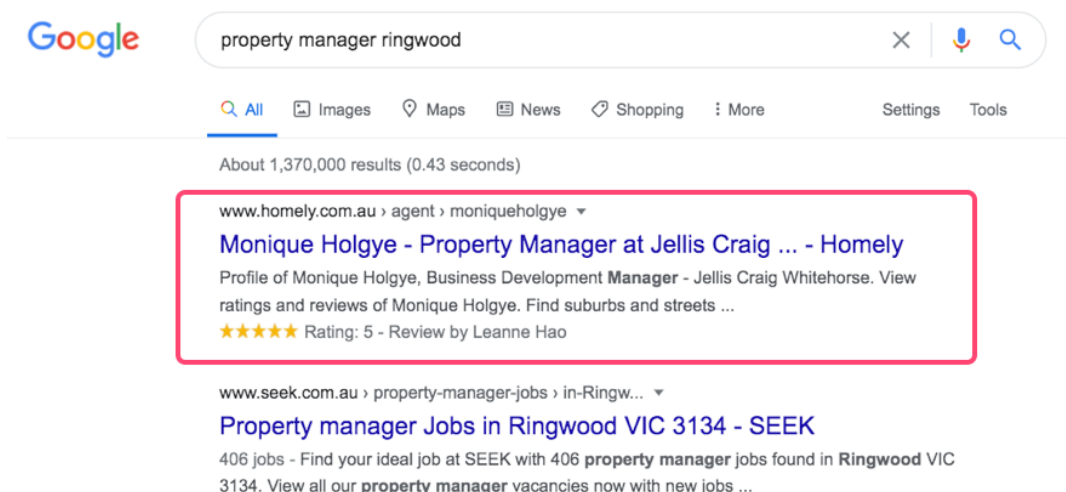 Google
property manager ringwood
All Images Maps News Shopping More Settings Tools
About 1,370,000 results (0.43 seconds)
www.homely.com.au › agent › moniqueholgye
Monique Holgye - Property Manager at Jellis Craig ... - Homely
Profile of Monique Holgye, Business Development Manager - Jellis Craig Whitehorse. View
ratings and reviews of Monique Holgye. Find suburbs and streets ...
★★★★★ Rating: 5 - Review by Leanne Hao
www.seek.com.au › property-manager-jobs › in-Ringw...
Property manager Jobs in Ringwood VIC 3134 - SEEK
406 jobs - Find your ideal job at SEEK with 406 property manager jobs found in Ringwood VIC
3134. View all our property manager vacancies now with new jobs ...